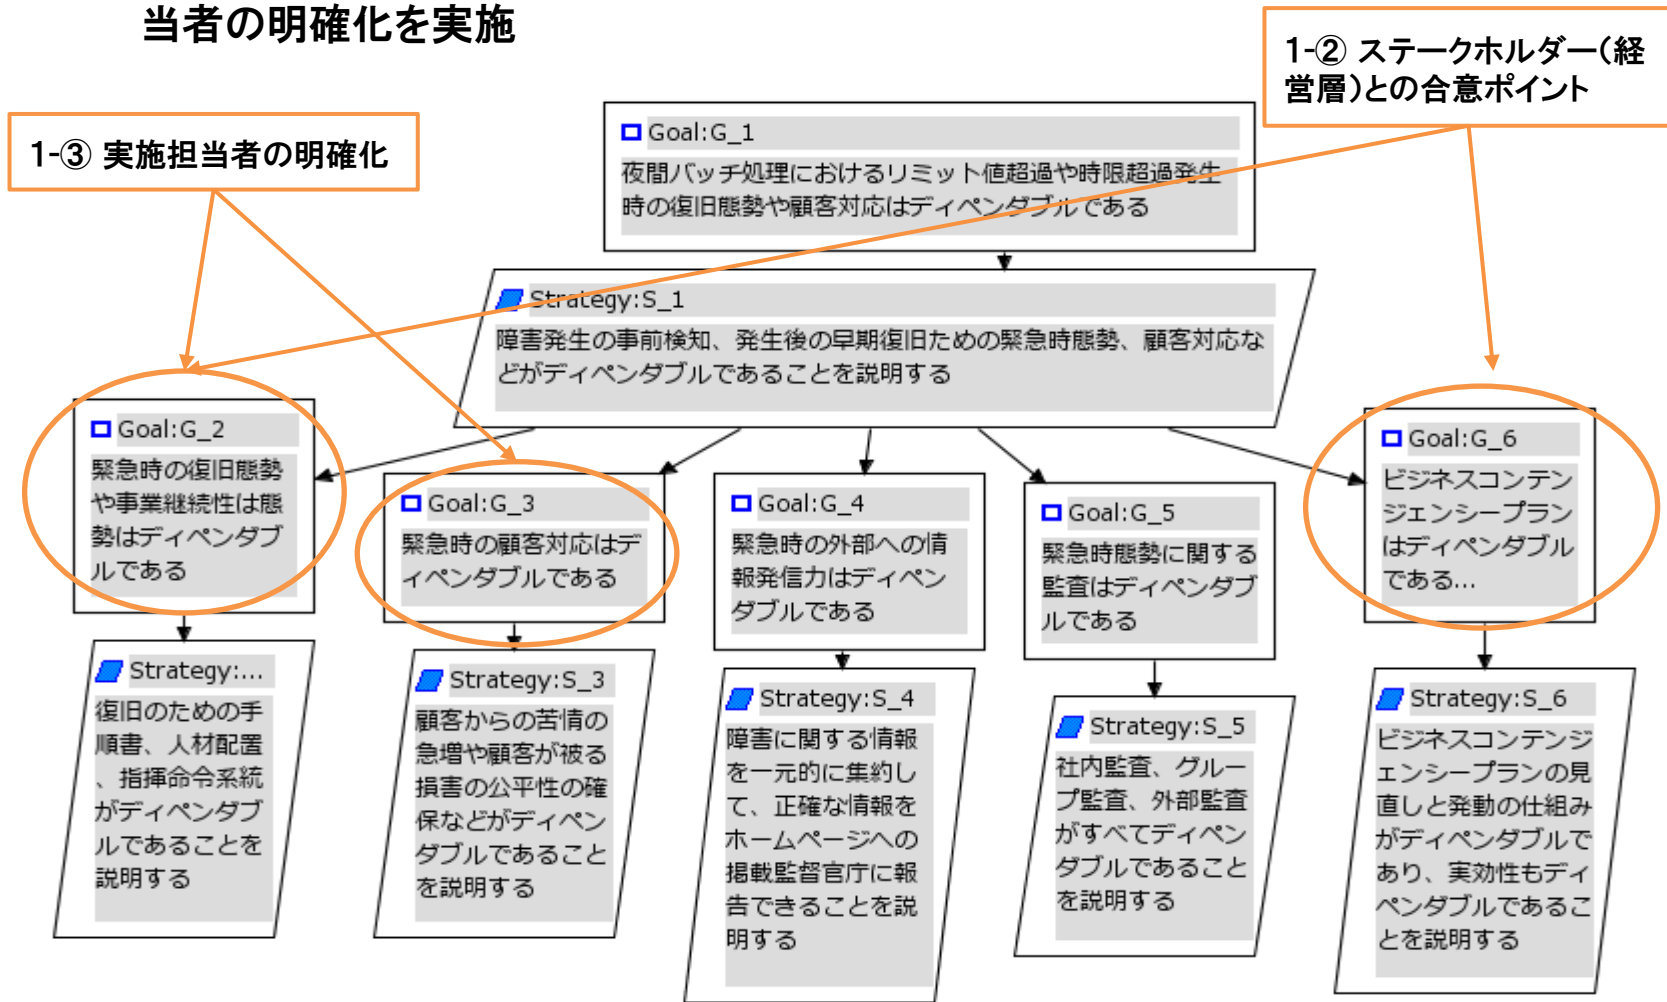 当者の明確化を実施
1-② ステークホルダー(経
営層)との合意ポイント
1-③ 実施担当者の明確化
Goal:G_1
夜間バッチ処理におけるリミット値超過や時限超過発生
時の復旧態勢や顧客対応はディペンダブルである
Strategy:S_1
障害発生の事前検知、発生後の早期復旧ための緊急時態勢、顧客対応な
どがディペンダブルであることを説明する
Goal:G_2
緊急時の復旧態勢
や事業継続性は態
勢はディペンダブ
ルである
Goal:G_3
緊急時の顧客対応はデ
ィペンダブルである
Goal:G_4
緊急時の外部への情
報発信力はディペン
ダブルである
Goal:G_5
緊急時態勢に関する
監査はディペンダブ
ルである
Goal:G_6
ビジネスコンテン
ジェンシープラン
はディペンダブル
である...
Strategy:...
復旧のための手
順書、人材配置
、指揮命令系統
がディペンダブ
ルであることを
説明する
Strategy:S_3
顧客からの苦情の
急増や顧客が被る
損害の公平性の確
保などがディペン
ダブルであること
を説明する
Strategy:S_4
障害に関する情報
を一元的に集約し
て、正確な情報を
ホームページへの
掲載監督官庁に報
告できることを説
明する
Strategy:S_5
社内監査、グルー
プ監査、外部監査
がすべてディペン
ダブルであること
を説明する
Strategy:S_6
ビジネスコンテンジ
ェンシープランの見
直しと発動の仕組み
がディペンダブルで
あり、実効性もディ
ペンダブルであるこ
とを説明する